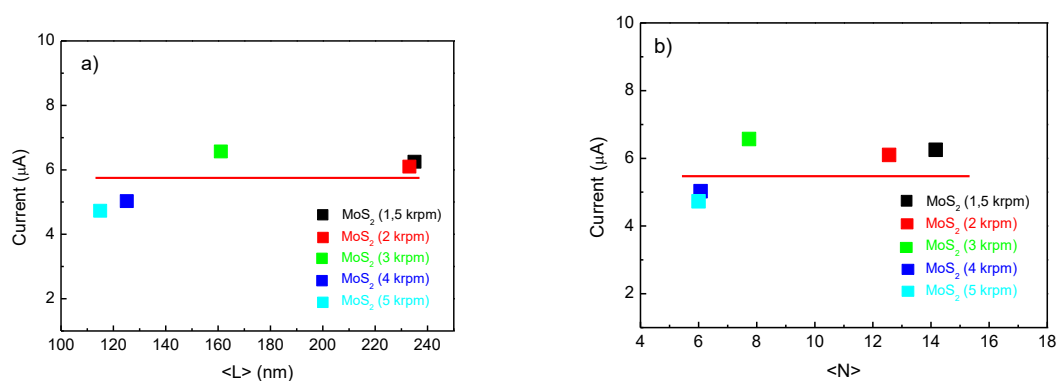 a)
10
8
6
4
2
Current (μA)
100 120 140 160 180 200 220 240
<L> (nm)
MoS₂ (1,5 krpm)
MoS₂ (2 krpm)
MoS₂ (3 krpm)
MoS₂ (4 krpm)
MoS₂ (5 krpm)
b)
10
8
6
4
2
Current (μA)
4 6 8 10 12 14 16 18
<N>
MoS₂ (1,5 krpm)
MoS₂ (2 krpm)
MoS₂ (3 krpm)
MoS₂ (4 krpm)
MoS₂ (5 krpm)